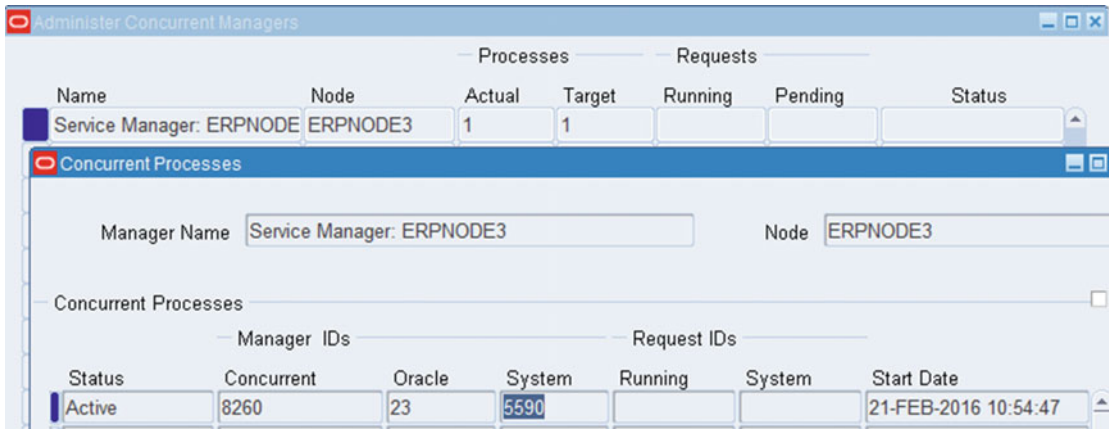 Administer Concurrent Managers
Processes Requests
Name Node Actual Target Running Pending Status
Service Manager: ERPNODE ERPNODE3 1 1
Concurrent Processes
Manager Name Service Manager: ERPNODE3 Node ERPNODE3
Concurrent Processes
Manager IDs Request IDs
Status Concurrent Oracle System Running System Start Date
Active 8260 23 5590 21-FEB-2016 10:54:47